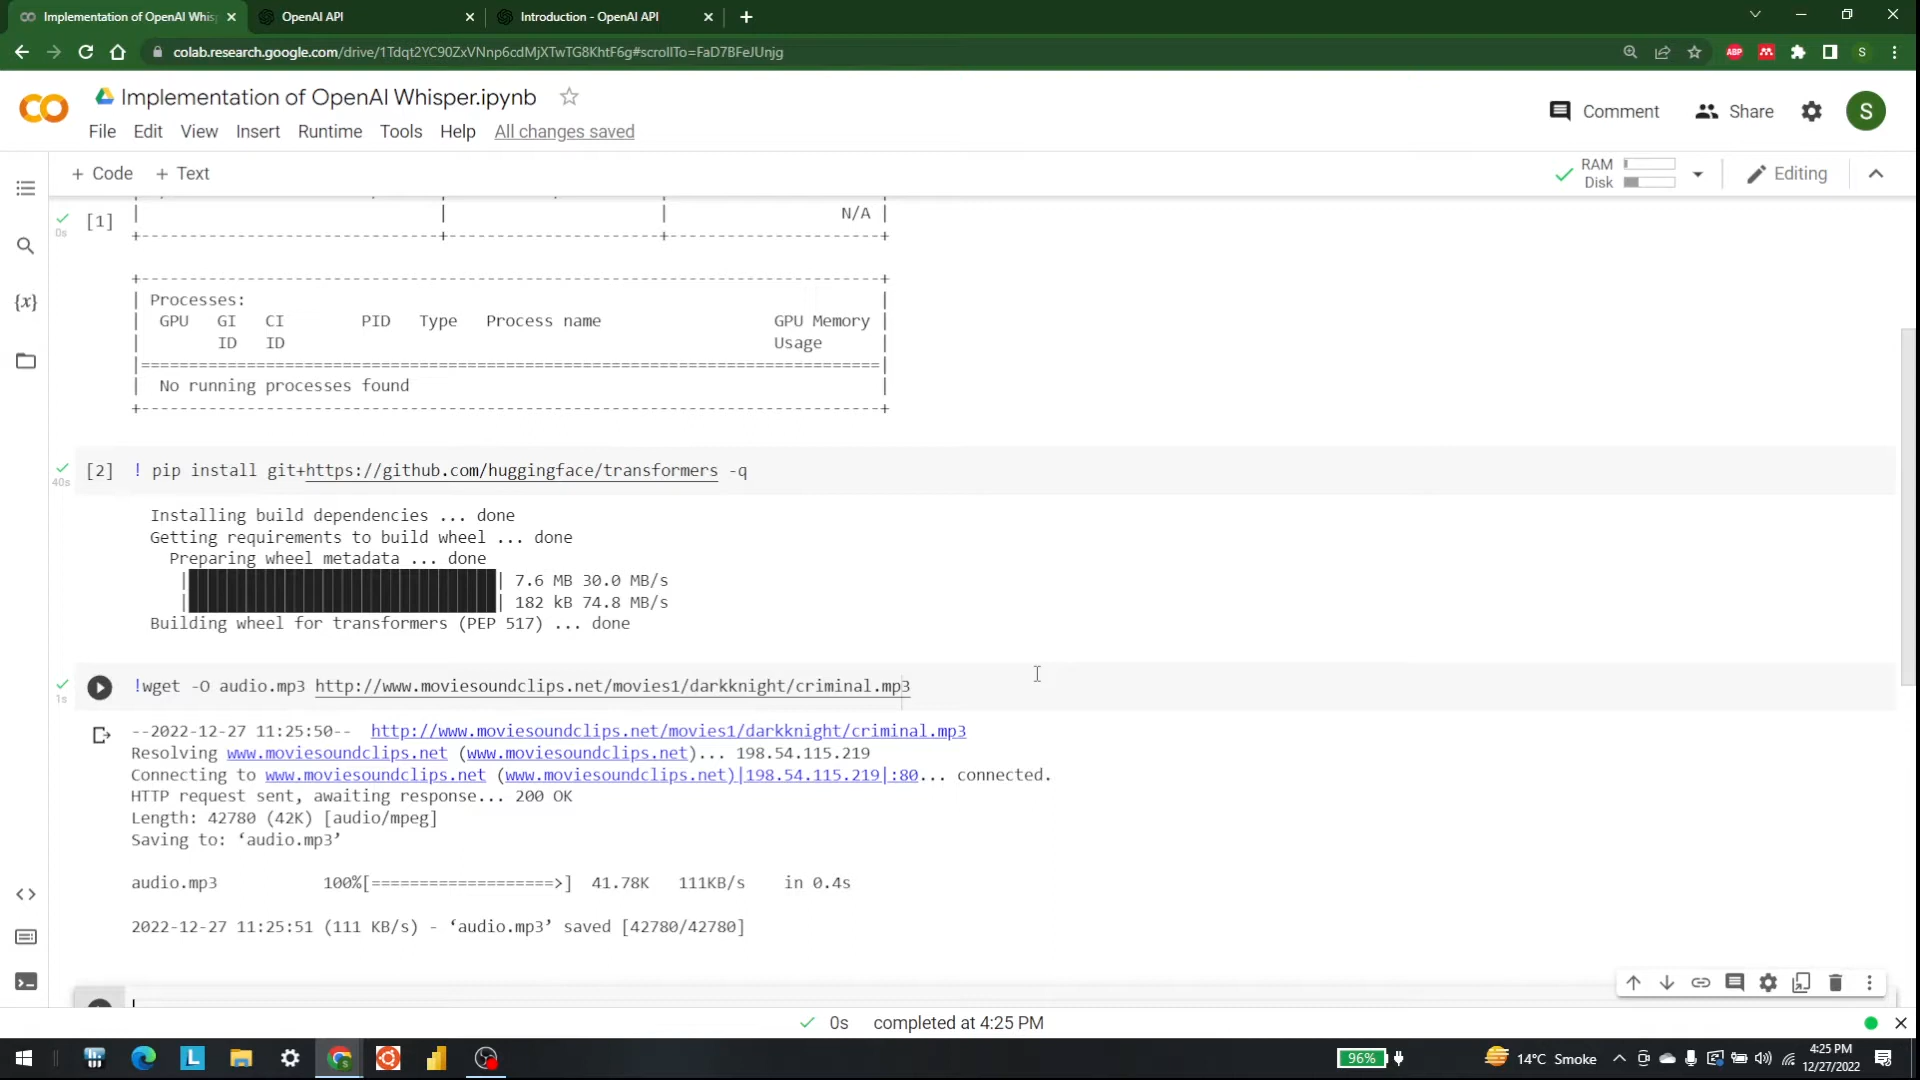 Implementation of OpenAI Whis
OpenAI API
Introduction - OpenAI API
colab.research.google.com/drive/1Tdqt2YC90ZxVNnp6cdMjXTwTG8KhtF6g#scrollTo=FaD7BFeJUnjg
ABP
S
Implementation of OpenAI Whisper.ipynb
Comment
Share
S
File Edit View Insert Runtime Tools Help All changes saved
+ Code + Text
RAM
Disk
Editing
[1]
0s
| | | N/A |
+-------------------------------+----------------------+----------------------+
+-----------------------------------------------------------------------------+
| Processes: |
| GPU GI CI PID Type Process name GPU Memory |
| ID ID Usage |
|=============================================================================|
| No running processes found |
+-----------------------------------------------------------------------------+
[2] ! pip install git+https://github.com/huggingface/transformers -q
40s
Installing build dependencies ... done
Getting requirements to build wheel ... done
Preparing wheel metadata ... done
| 7.6 MB 30.0 MB/s
| 182 kB 74.8 MB/s
Building wheel for transformers (PEP 517) ... done
!wget -O audio.mp3 http://www.moviesoundclips.net/movies1/darkknight/criminal.mp3
1s
--2022-12-27 11:25:50-- http://www.moviesoundclips.net/movies1/darkknight/criminal.mp3
Resolving www.moviesoundclips.net (www.moviesoundclips.net)... 198.54.115.219
Connecting to www.moviesoundclips.net (www.moviesoundclips.net)|198.54.115.219|:80... connected.
HTTP request sent, awaiting response... 200 OK
Length: 42780 (42K) [audio/mpeg]
Saving to: ‘audio.mp3’
audio.mp3 100%[===================>] 41.78K 111KB/s in 0.4s
2022-12-27 11:25:51 (111 KB/s) - ‘audio.mp3’ saved [42780/42780]
0s completed at 4:25 PM
L
96%
14°C Smoke
4:25 PM
12/27/2022